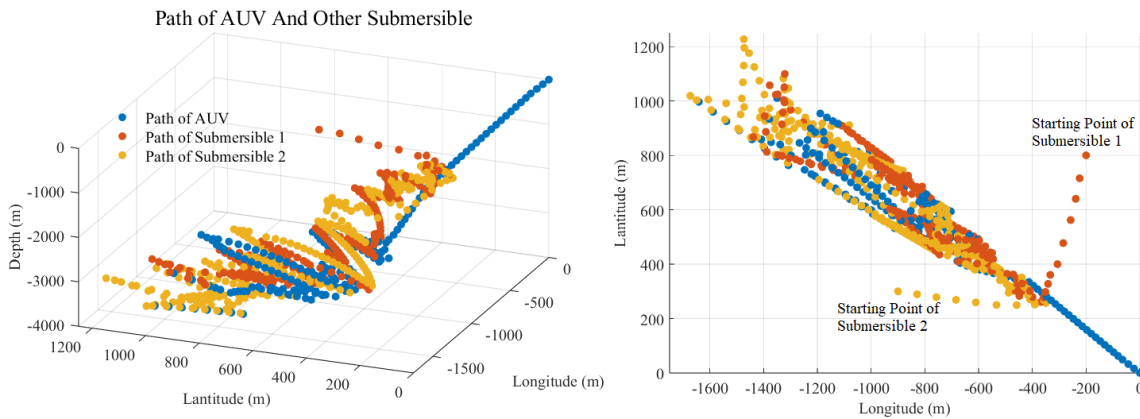 Path of AUV And Other Submersible
Path of AUV
Path of Submersible 1
Path of Submersible 2
0
-1000
-2000
-3000
-4000
Depth (m)
1200
1000
800
600
400
200
0
Lantitude (m)
0
-500
-1000
-1500
Longitude (m)
1200
1000
800
600
400
200
0
Lantitude (m)
-1600
-1400
-1200
-1000
-800
-600
-400
-200
0
Longitude (m)
Starting Point of
Submersible 1
Starting Point of
Submersible 2